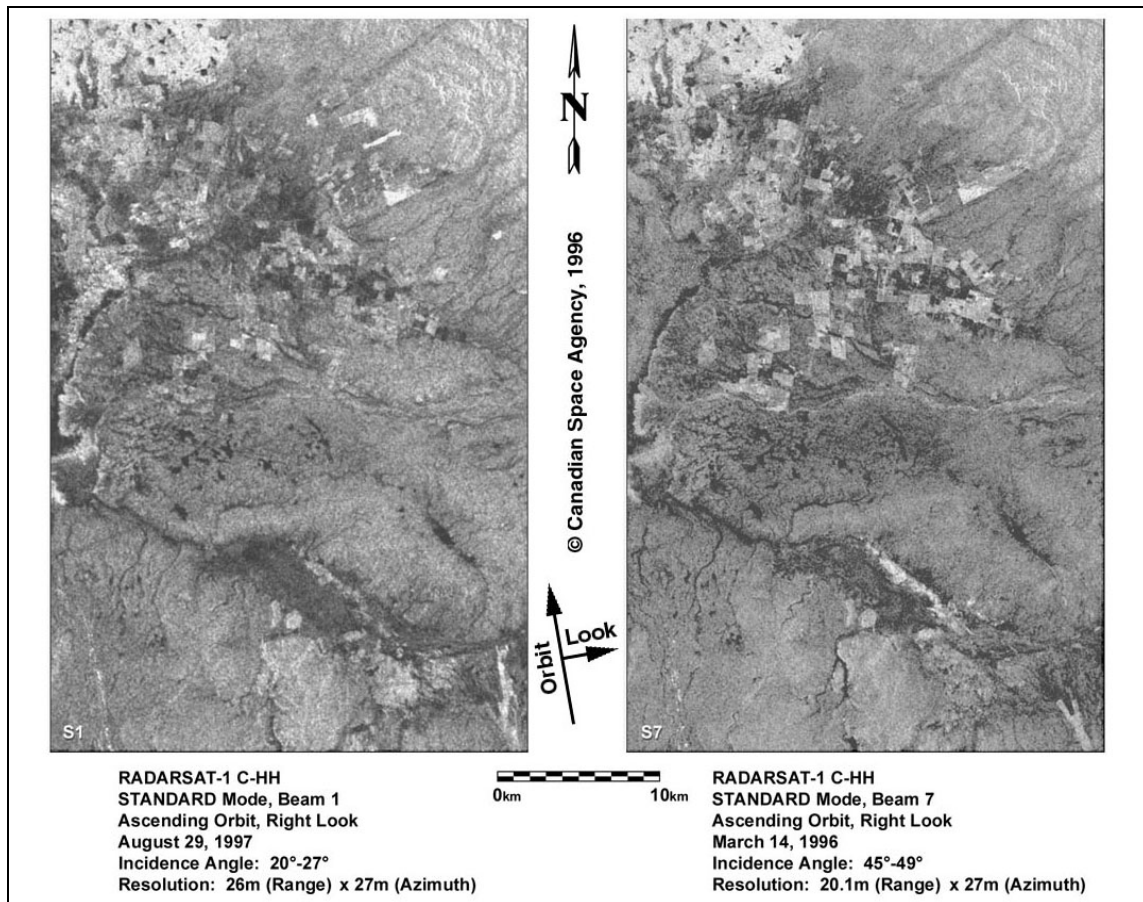 N
© Canadian Space Agency, 1996
Orbit
Look
S1
S7
RADARSAT-1 C-HH
STANDARD Mode, Beam 1
Ascending Orbit, Right Look
August 29, 1997
Incidence Angle: 20°-27°
Resolution: 26m (Range) x 27m (Azimuth)
0km 10km
RADARSAT-1 C-HH
STANDARD Mode, Beam 7
Ascending Orbit, Right Look
March 14, 1996
Incidence Angle: 45°-49°
Resolution: 20.1m (Range) x 27m (Azimuth)